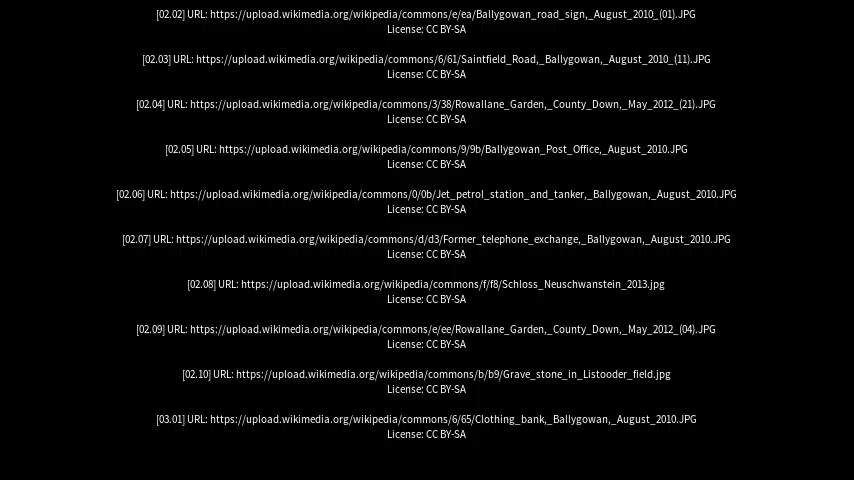 [02.02] URL: https://upload.wikimedia.org/wikipedia/commons/e/ea/Ballygowan_road_sign,_August_2010_(01).JPG
License: CC BY-SA
[02.03] URL: https://upload.wikimedia.org/wikipedia/commons/6/61/Saintfield_Road,_Ballygowan,_August_2010_(11).JPG
License: CC BY-SA
[02.04] URL: https://upload.wikimedia.org/wikipedia/commons/3/38/Rowallane_Garden,_County_Down,_May_2012_(21).JPG
License: CC BY-SA
[02.05] URL: https://upload.wikimedia.org/wikipedia/commons/9/9b/Ballygowan_Post_Office,_August_2010.JPG
License: CC BY-SA
[02.06] URL: https://upload.wikimedia.org/wikipedia/commons/0/0b/Jet_petrol_station_and_tanker,_Ballygowan,_August_2010.JPG
License: CC BY-SA
[02.07] URL: https://upload.wikimedia.org/wikipedia/commons/d/d3/Former_telephone_exchange,_Ballygowan,_August_2010.JPG
License: CC BY-SA
[02.08] URL: https://upload.wikimedia.org/wikipedia/commons/f/f8/Schloss_Neuschwanstein_2013.jpg
License: CC BY-SA
[02.09] URL: https://upload.wikimedia.org/wikipedia/commons/e/ee/Rowallane_Garden,_County_Down,_May_2012_(04).JPG
License: CC BY-SA
[02.10] URL: https://upload.wikimedia.org/wikipedia/commons/b/b9/Grave_stone_in_Listooder_field.jpg
License: CC BY-SA
[03.01] URL: https://upload.wikimedia.org/wikipedia/commons/6/65/Clothing_bank,_Ballygowan,_August_2010.JPG
License: CC BY-SA